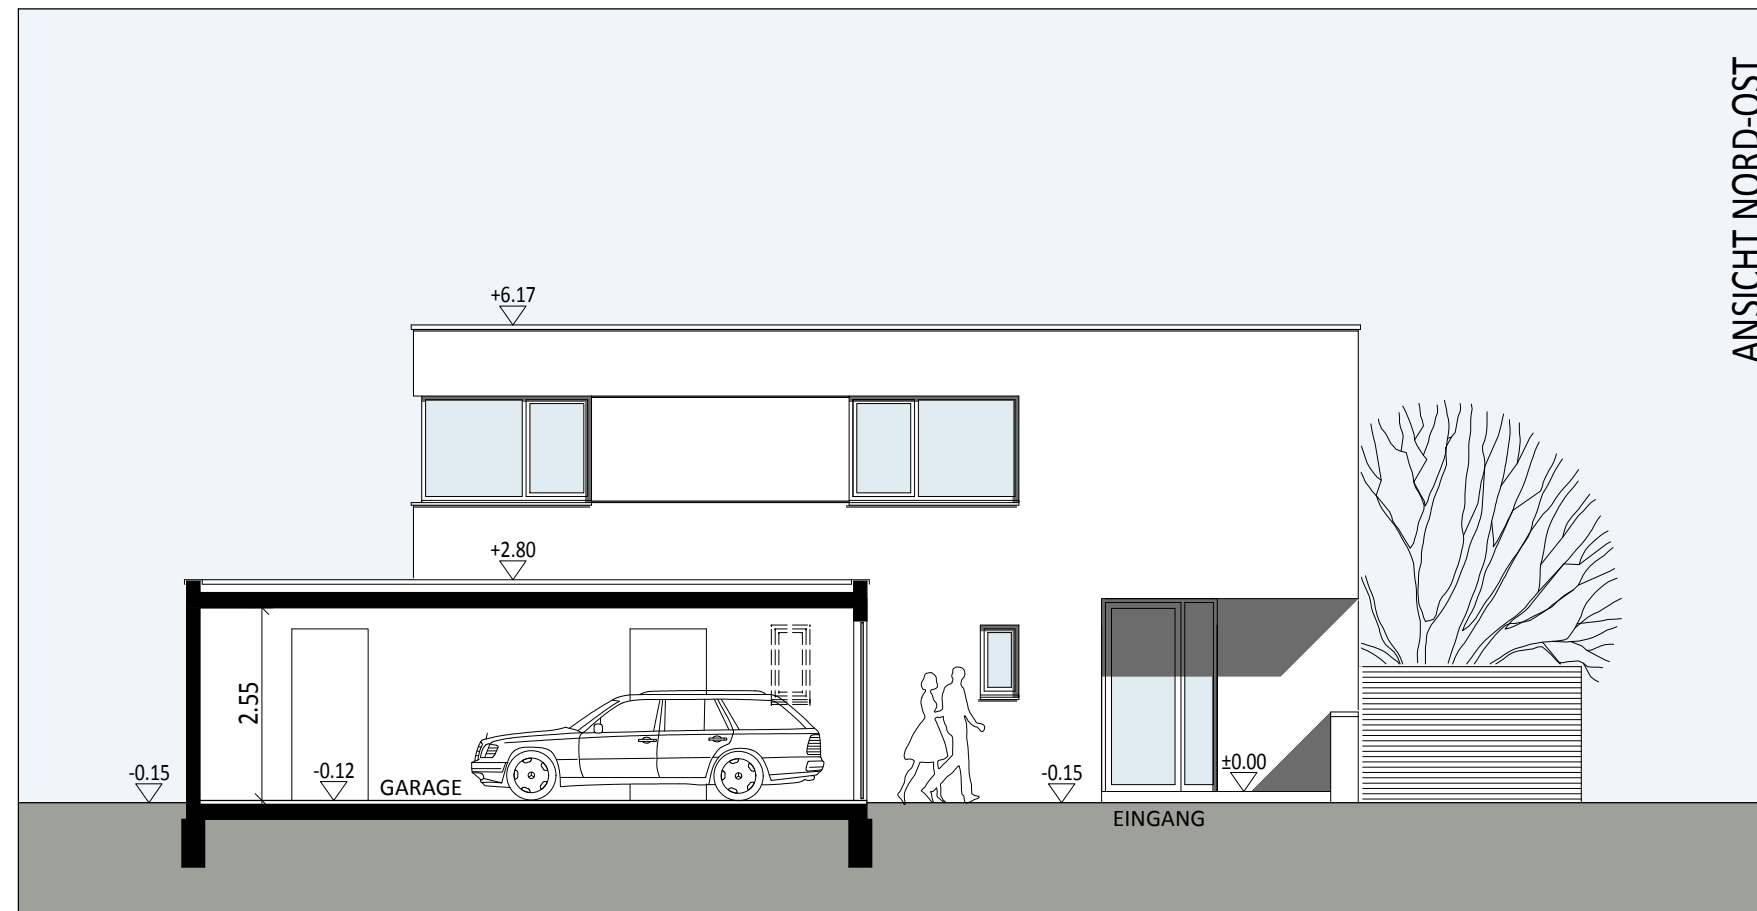 ANSICHT NORD-OST
+6.17
+2.80
2.55
-0.15
-0.12
GARAGE
-0.15
±0.00
EINGANG